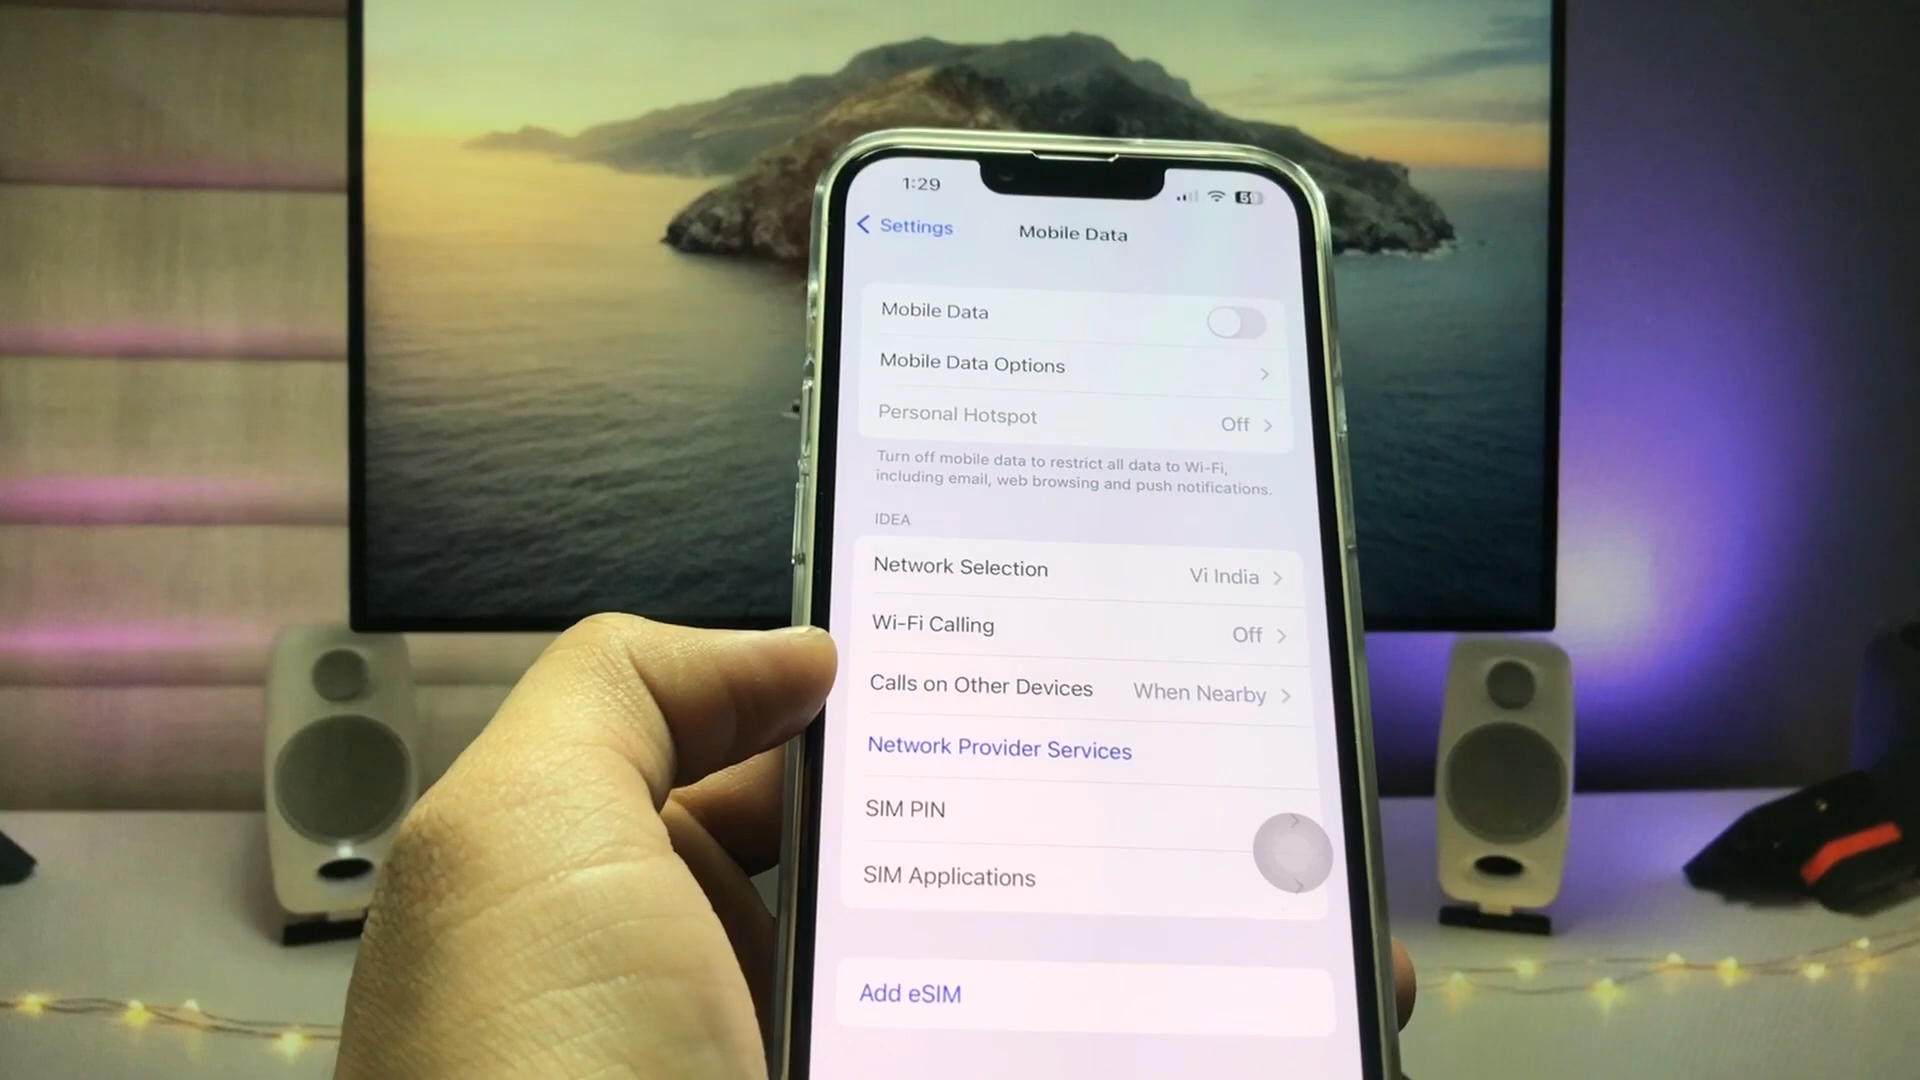 1:29
Settings
Mobile Data
Mobile Data
Mobile Data Options
Personal Hotspot Off
Turn off mobile data to restrict all data to Wi-Fi,
including email, web browsing and push notifications.
IDEA
Network Selection Vi India
Wi-Fi Calling Off
Calls on Other Devices When Nearby
Network Provider Services
SIM PIN
SIM Applications
Add eSIM